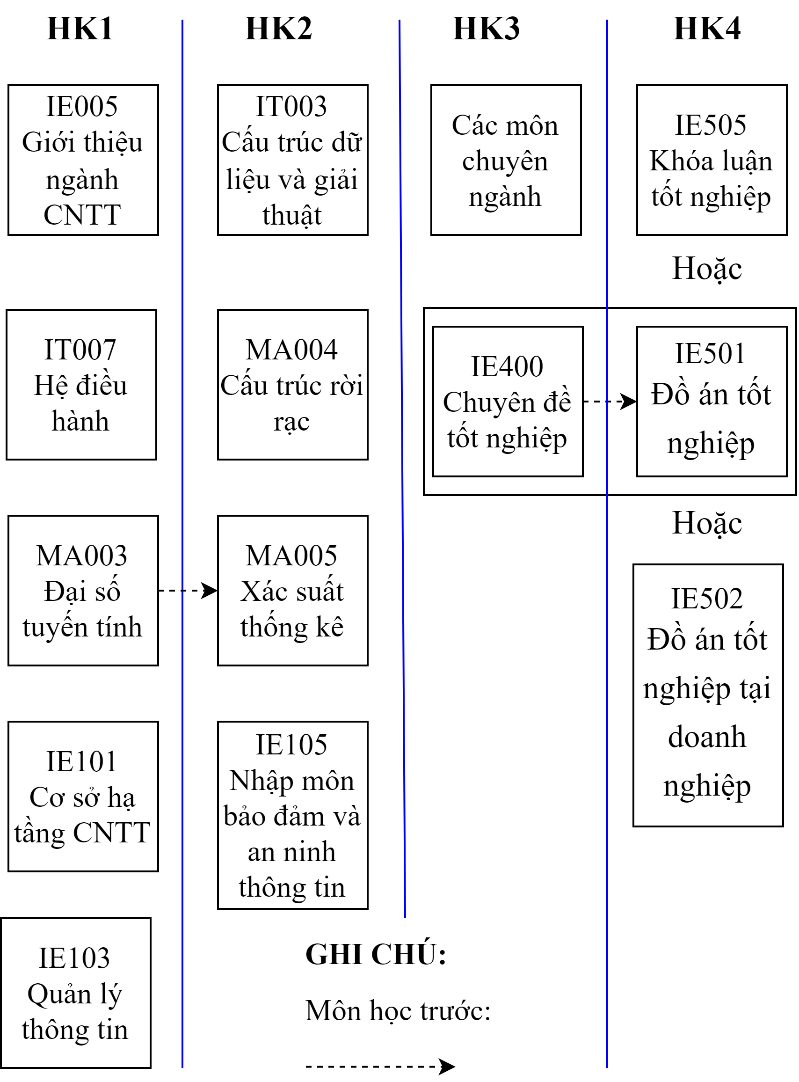 HK1
HK2
HK3
HK4
IE005
Giới thiệu
ngành
CNTT
IT003
Cấu trúc dữ
liệu và giải
thuật
Các môn
chuyên
ngành
IE505
Khóa luận
tốt nghiệp
Hoặc
IT007
Hệ điều
hành
MA004
Cấu trúc rời
rạc
IE400
Chuyên đề
tốt nghiệp
IE501
Đồ án tốt
nghiệp
Hoặc
MA003
Đại số
tuyến tính
MA005
Xác suất
thống kê
IE502
Đồ án tốt
nghiệp tại
doanh
nghiệp
IE101
Cơ sở hạ
tầng CNTT
IE105
Nhập môn
bảo đảm và
an ninh
thông tin
IE103
Quản lý
thông tin
GHI CHÚ:
Môn học trước: